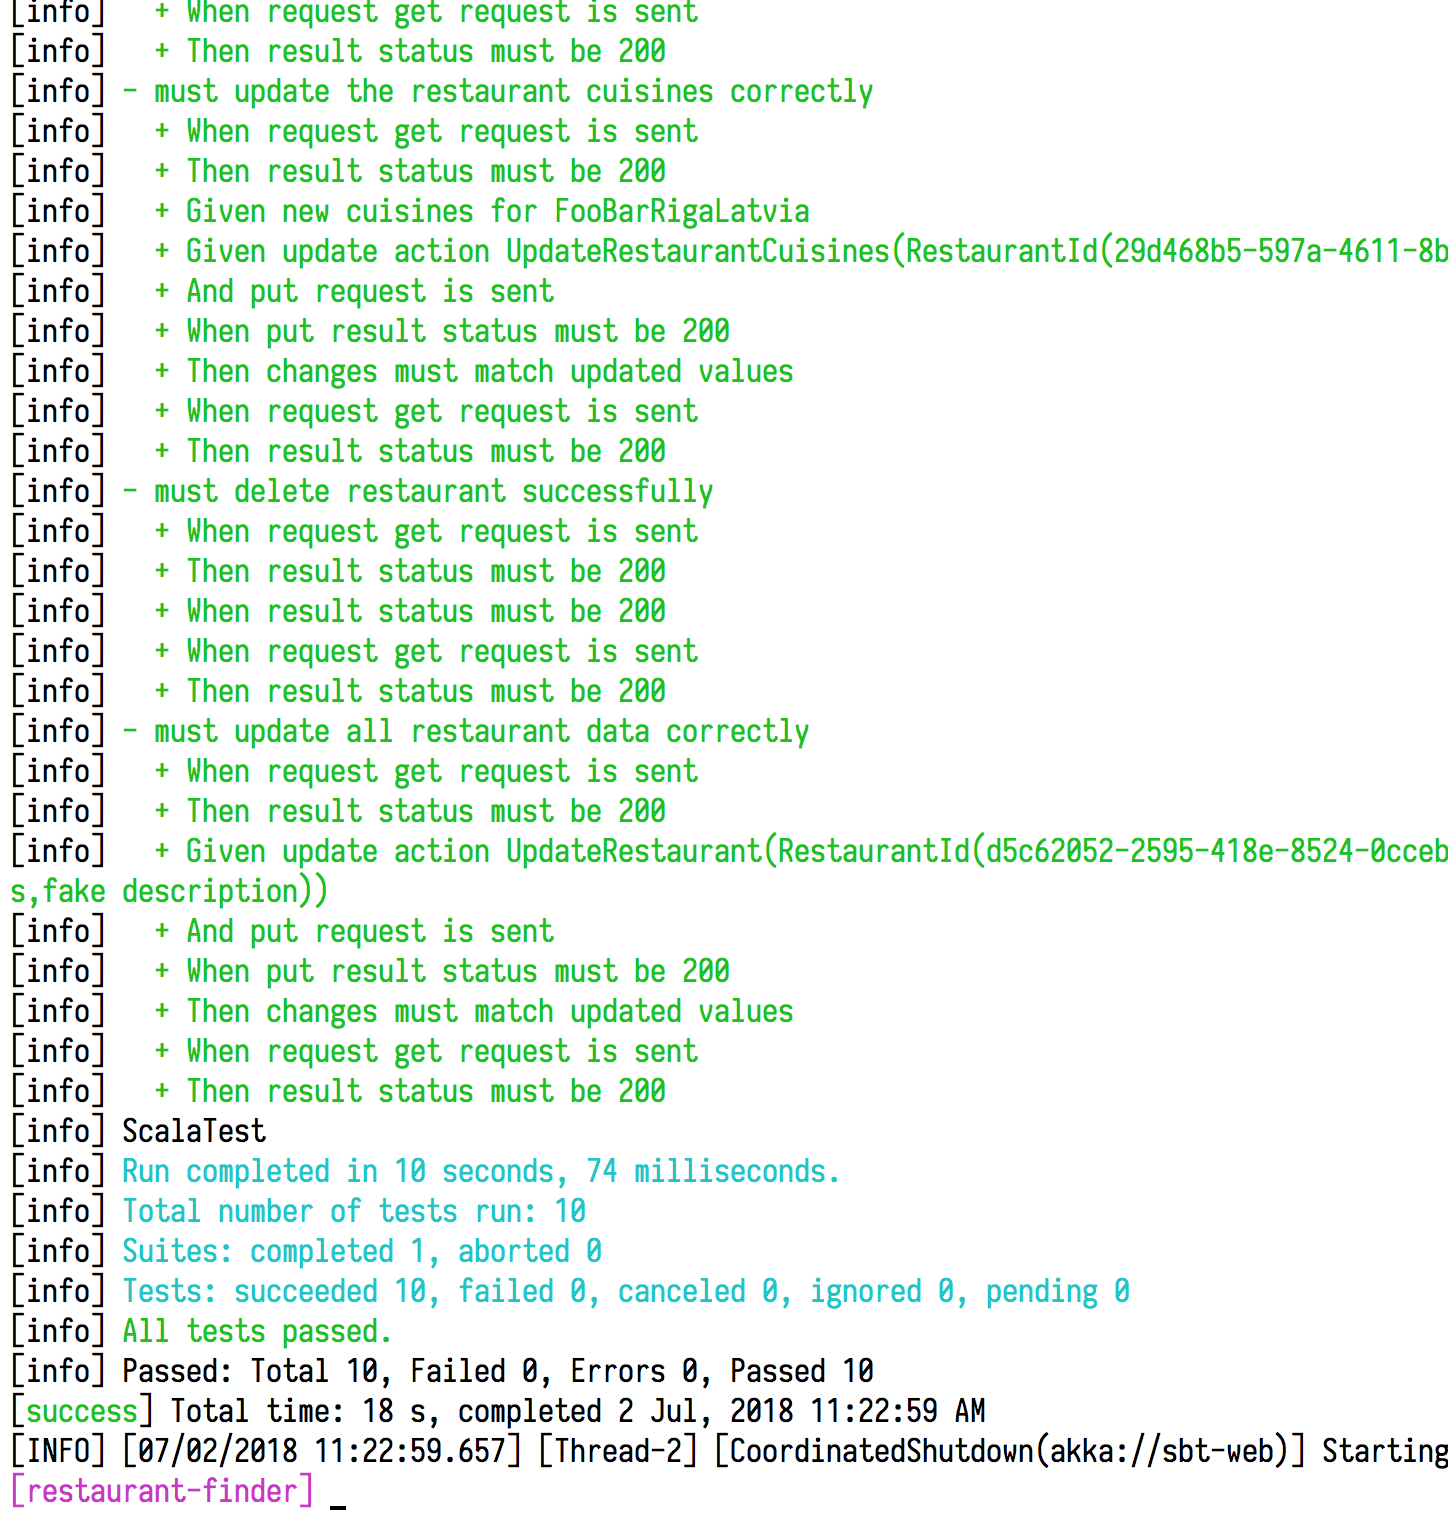 [info]   + When request get request is sent
[info]   + Then result status must be 200
[info] - must update the restaurant cuisines correctly
[info]   + When request get request is sent
[info]   + Then result status must be 200
[info]   + Given new cuisines for FooBarRigaLatvia
[info]   + Given update action UpdateRestaurantCuisines(RestaurantId(29d468b5-597a-4611-8b
[info]   + And put request is sent
[info]   + When put result status must be 200
[info]   + Then changes must match updated values
[info]   + When request get request is sent
[info]   + Then result status must be 200
[info] - must delete restaurant successfully
[info]   + When request get request is sent
[info]   + Then result status must be 200
[info]   + When result status must be 200
[info]   + When request get request is sent
[info]   + Then result status must be 200
[info] - must update all restaurant data correctly
[info]   + When request get request is sent
[info]   + Then result status must be 200
[info]   + Given update action UpdateRestaurant(RestaurantId(d5c62052-2595-418e-8524-0cceb
s,fake description))
[info]   + And put request is sent
[info]   + When put result status must be 200
[info]   + Then changes must match updated values
[info]   + When request get request is sent
[info]   + Then result status must be 200
[info] ScalaTest
[info] Run completed in 10 seconds, 74 milliseconds.
[info] Total number of tests run: 10
[info] Suites: completed 1, aborted 0
[info] Tests: succeeded 10, failed 0, canceled 0, ignored 0, pending 0
[info] All tests passed.
[info] Passed: Total 10, Failed 0, Errors 0, Passed 10
[success] Total time: 18 s, completed 2 Jul, 2018 11:22:59 AM
[INFO] [07/02/2018 11:22:59.657] [Thread-2] [CoordinatedShutdown(akka://sbt-web)] Starting
[restaurant-finder] _